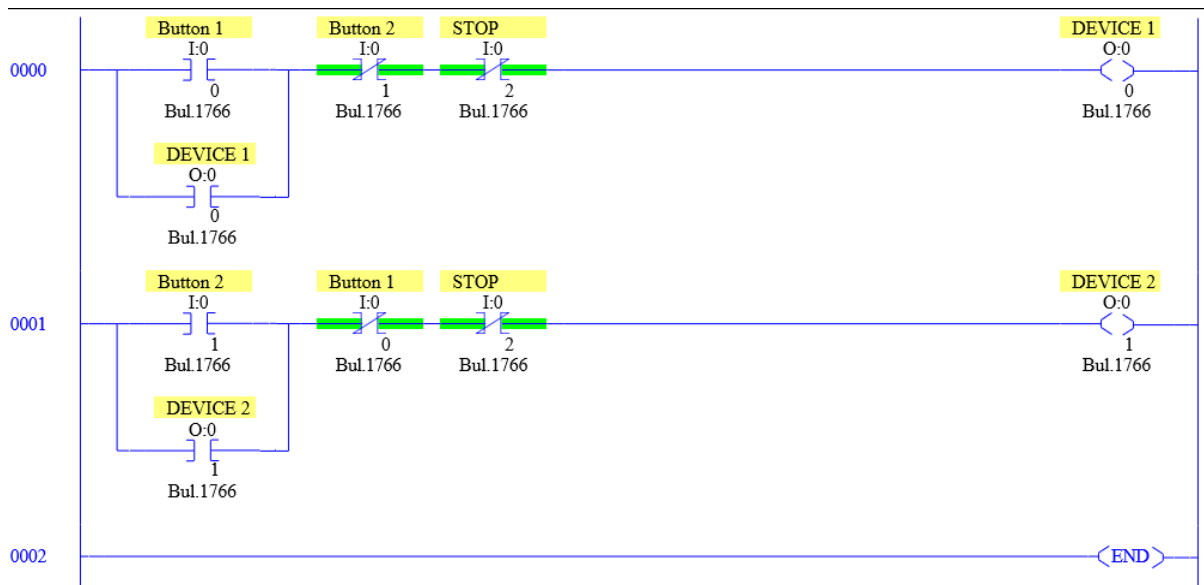 Button 1 Button 2 STOP DEVICE 1
I:0 I:0 I:0 O:0
0000
0 1 2 0
Bul.1766 Bul.1766 Bul.1766 Bul.1766
DEVICE 1
O:0
0
Bul.1766
Button 2 Button 1 STOP DEVICE 2
I:0 I:0 I:0 O:0
0001
1 0 2 1
Bul.1766 Bul.1766 Bul.1766 Bul.1766
DEVICE 2
O:0
1
Bul.1766
0002 END